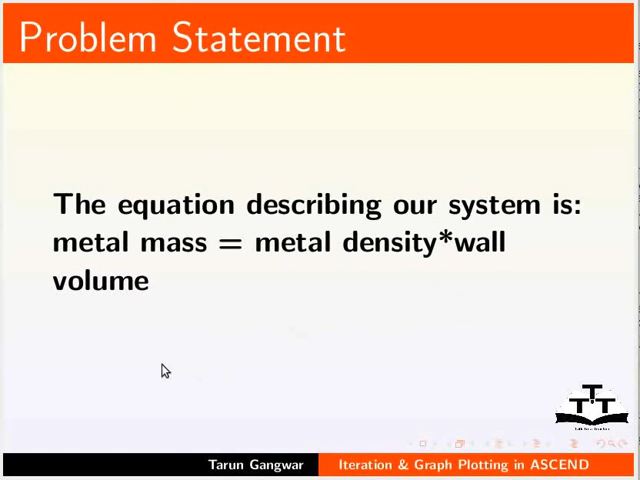 Problem Statement
The equation describing our system is:
metal mass = metal density*wall
volume
T
T T
Tarun Gangwar
Iteration & Graph Plotting in ASCEND